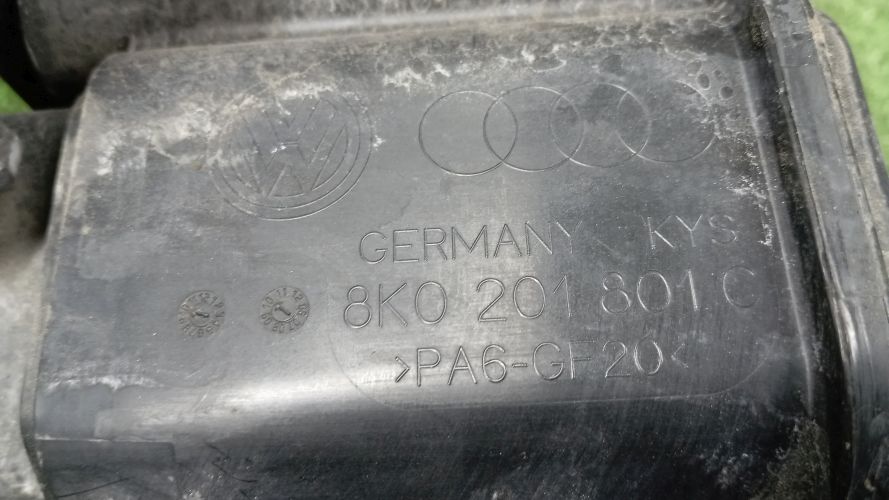 GERMANY KYS
8K0 201 801 C
>PA6-GF20<